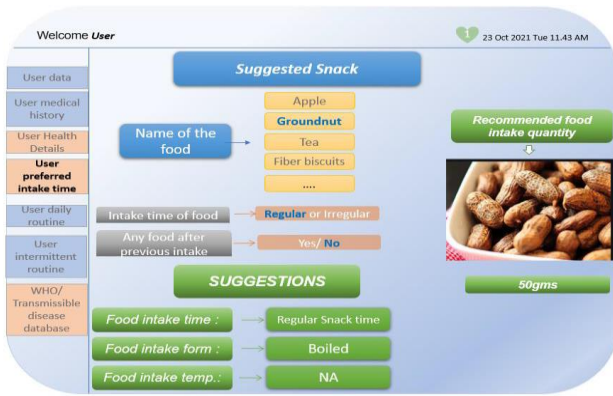 Welcome User
1
23 Oct 2021 Tue 11.43 AM
User data
User medical
history
User Health
Details
User
preferred
intake time
User daily
routine
User
intermittent
routine
WHO/
Transmissible
disease
database
Suggested Snack
Name of the
food
Apple
Groundnut
Tea
Fiber biscuits
....
Intake time of food
Regular or Irregular
Any food after
previous intake
Yes/ No
SUGGESTIONS
Food intake time :
Regular Snack time
Food intake form :
Boiled
Food intake temp.:
NA
Recommended food
intake quantity
50gms